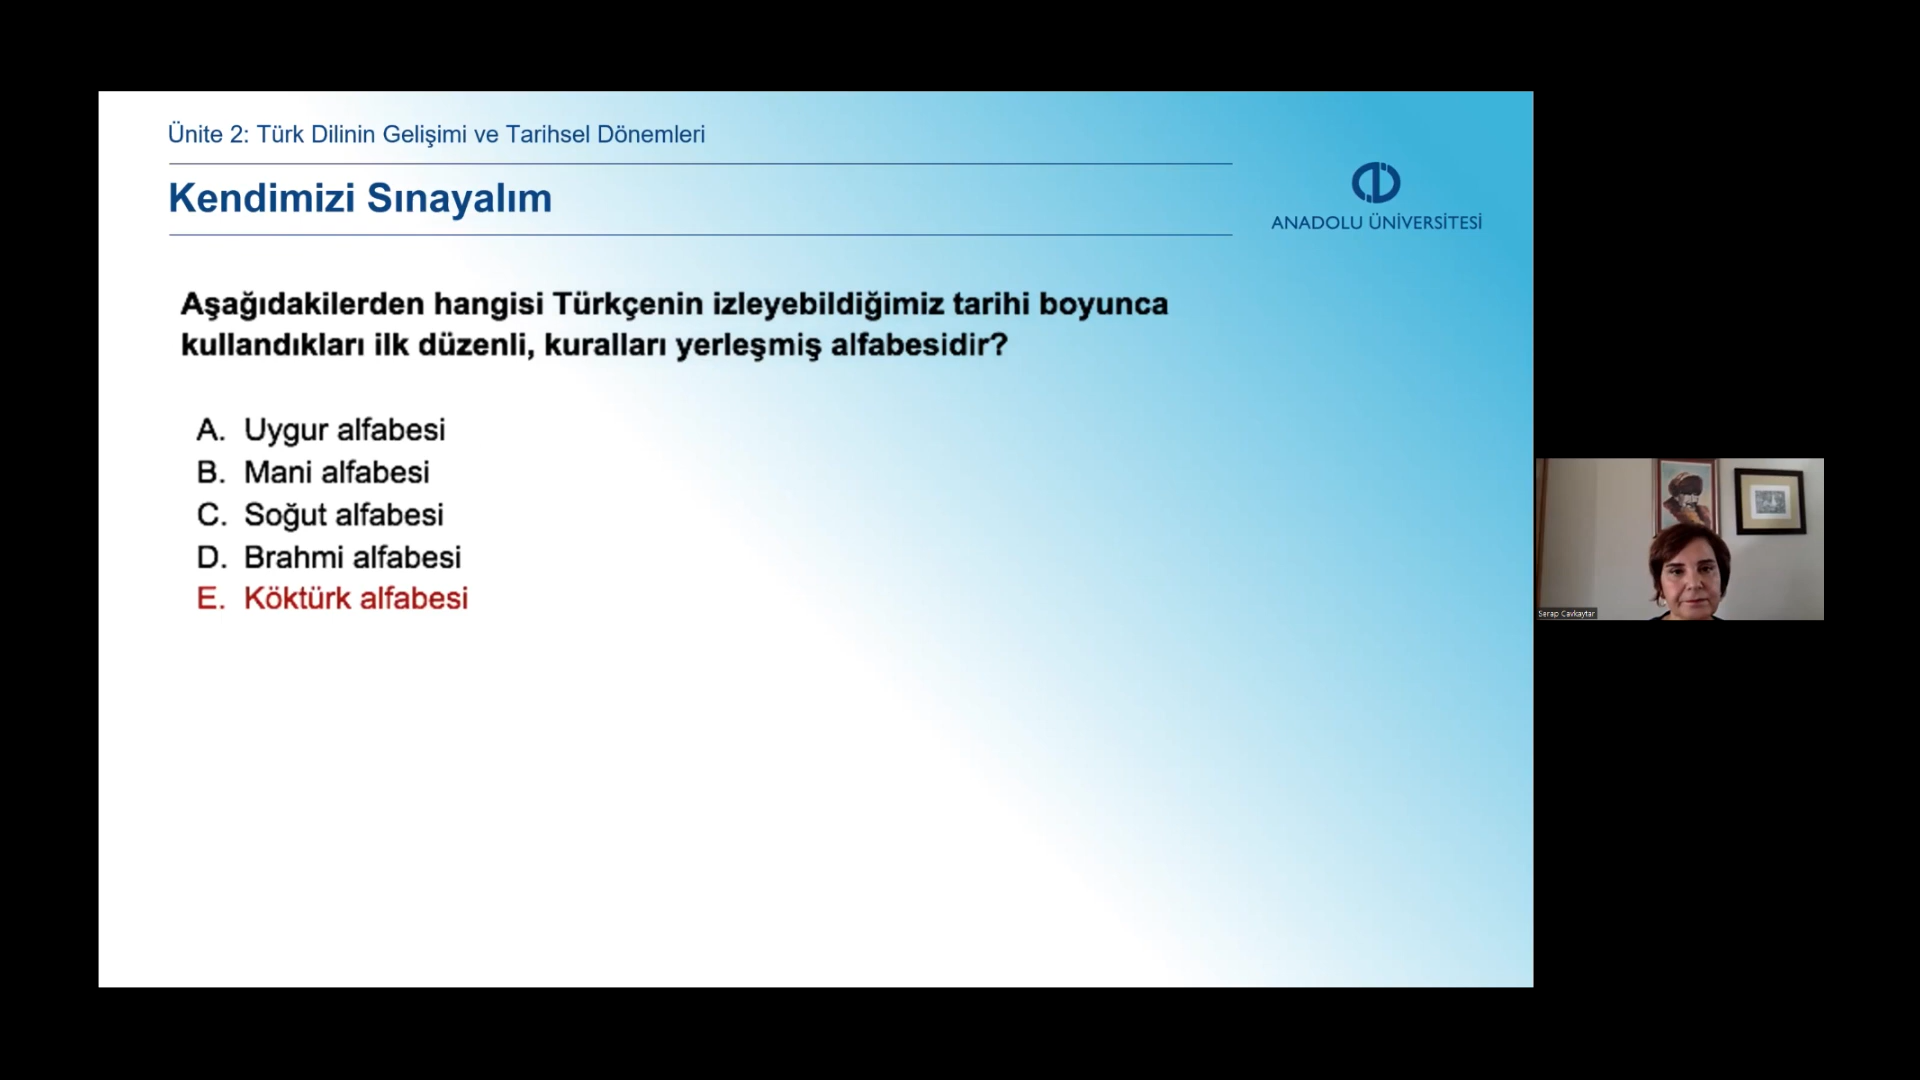 Ünite 2: Türk Dilinin Gelişimi ve Tarihsel Dönemleri
Kendimizi Sınayalım
ANADOLU ÜNİVERSİTESİ
Aşağıdakilerden hangisi Türkçenin izleyebildiğimiz tarihi boyunca
kullandıkları ilk düzenli, kuralları yerleşmiş alfabesidir?
A. Uygur alfabesi
B. Mani alfabesi
C. Soğut alfabesi
D. Brahmi alfabesi
E. Köktürk alfabesi
Serap Cavkaytar